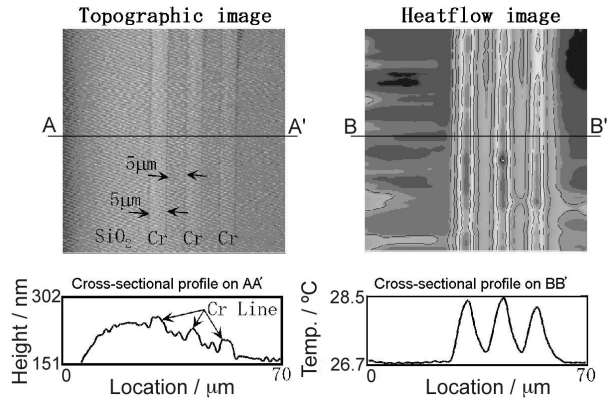 Topographic image
Heatflow image
A
A'
B
B'
5μm
5μm
SiO₂ Cr Cr Cr
Cross-sectional profile on AA'
Cross-sectional profile on BB'
Height / nm
302
151
Cr Line
0
70
Location / μm
Temp. / ºC
28.5
26.7
0
70
Location / μm